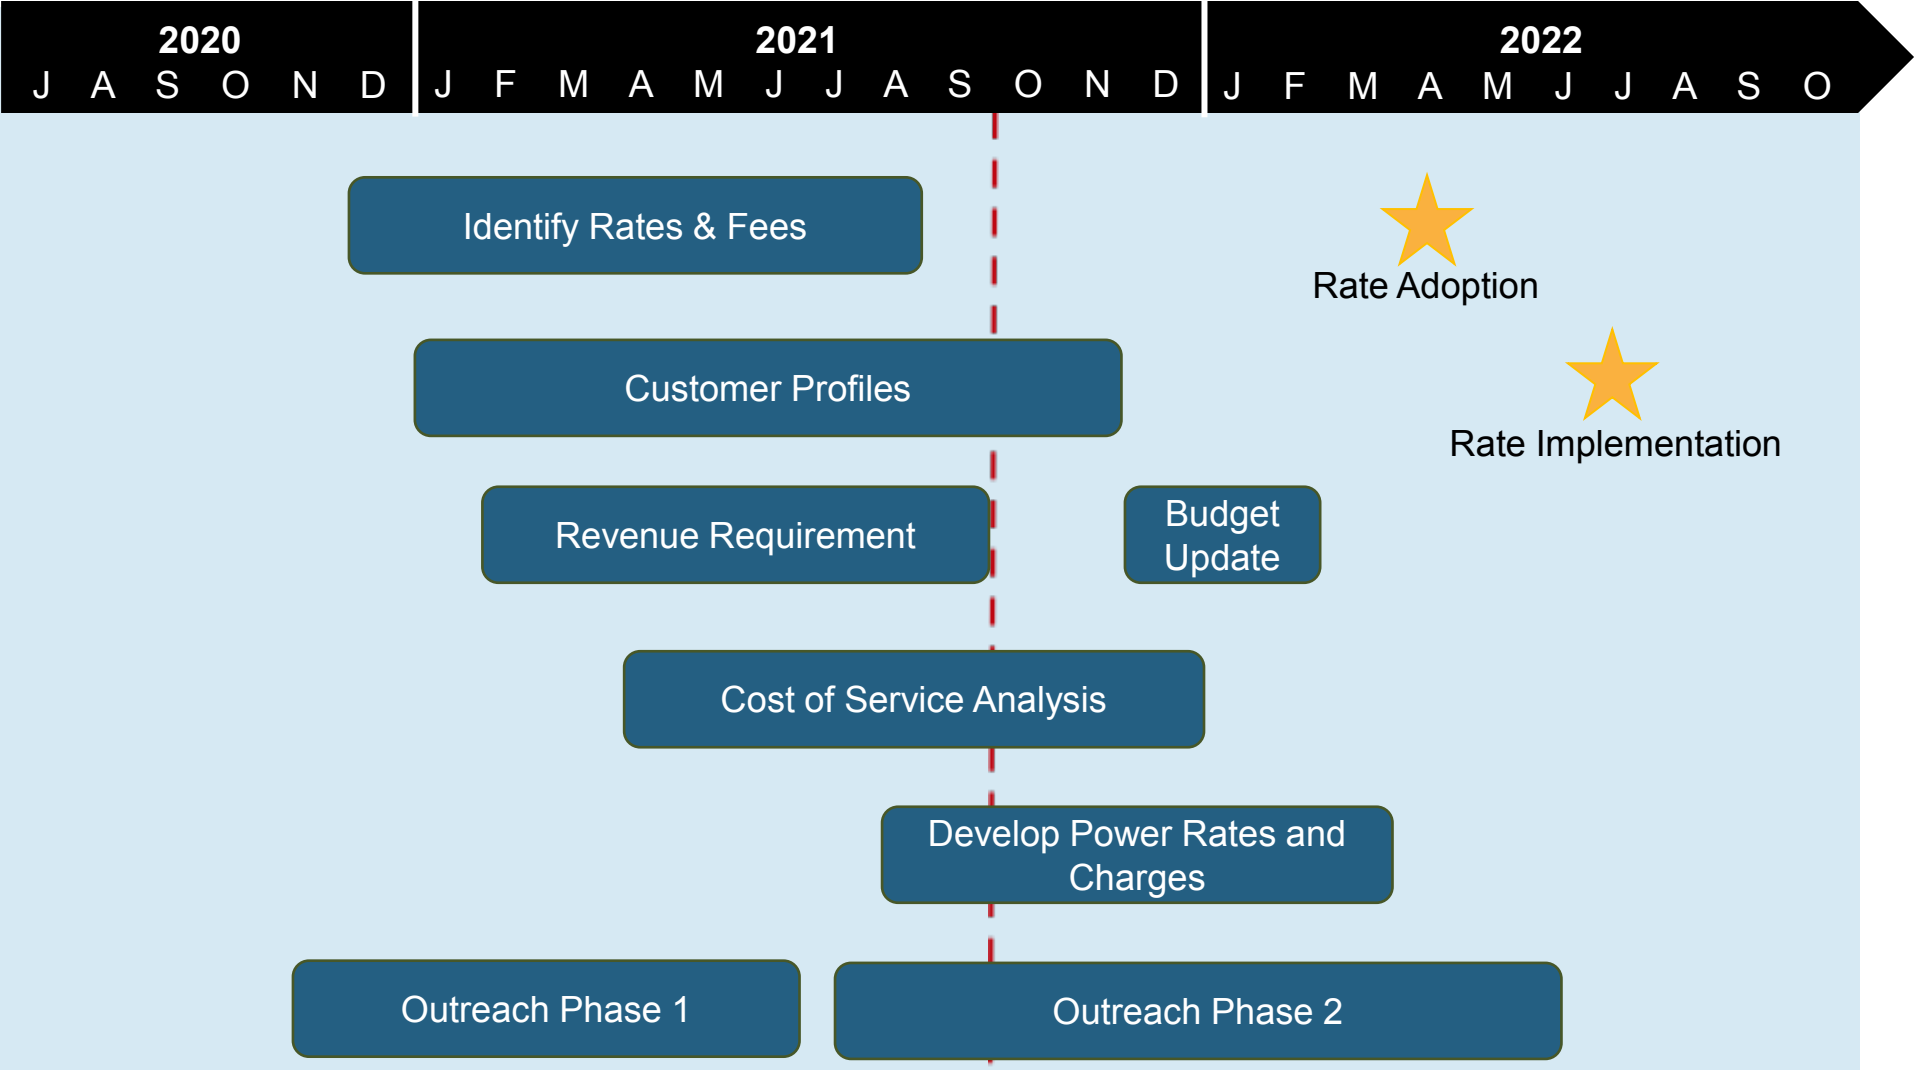 2020 2021 2022
J A S O N D J F M A M J J A S O N D J F M A M J J A S O
Identify Rates & Fees
Rate Adoption
Customer Profiles
Rate Implementation
Revenue Requirement
Budget
Update
Cost of Service Analysis
Develop Power Rates and
Charges
Outreach Phase 1
Outreach Phase 2